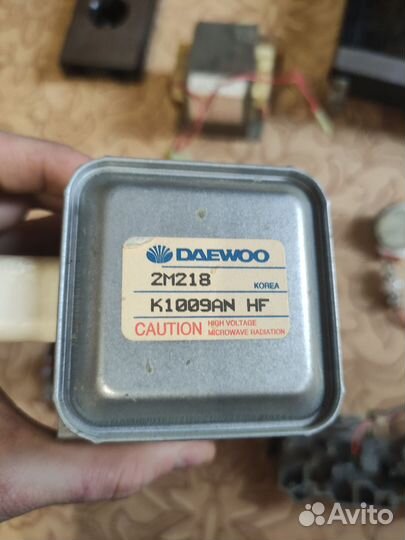 DAEWOO
2M218
KOREA
K1009AN HF
CAUTION HIGH VOLTAGE
MICROWAVE RADIATION
Avito